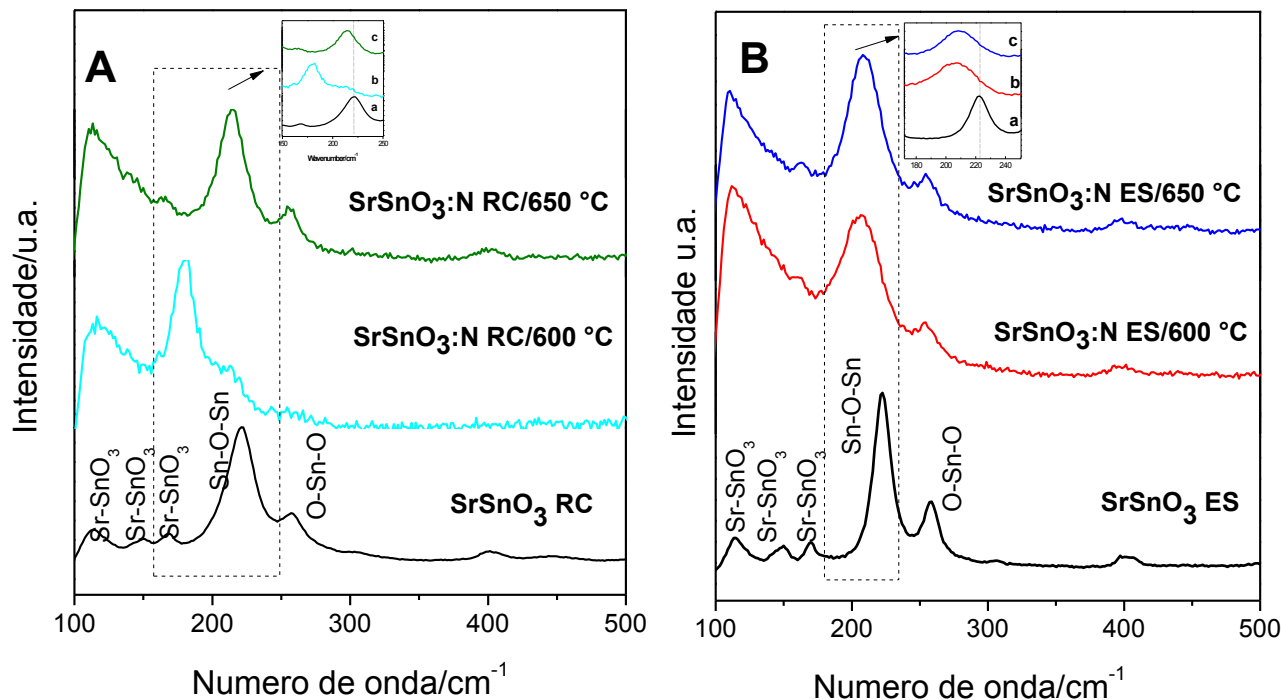 A
c
b
a
150
200
250
Wavenumber/cm⁻¹
SrSnO₃:N RC/650 °C
SrSnO₃:N RC/600 °C
SrSnO₃ RC
Sr-SnO₃
Sr-SnO₃
Sr-SnO₃
Sn-O-Sn
O-Sn-O
Intensidade/u.a.
100
200
300
400
500
Numero de onda/cm⁻¹
B
c
b
a
180
200
220
240
SrSnO₃:N ES/650 °C
SrSnO₃:N ES/600 °C
SrSnO₃ ES
Sr-SnO₃
Sr-SnO₃
Sr-SnO₃
Sn-O-Sn
O-Sn-O
Intensidade u.a.
100
200
300
400
500
Numero de onda/cm⁻¹